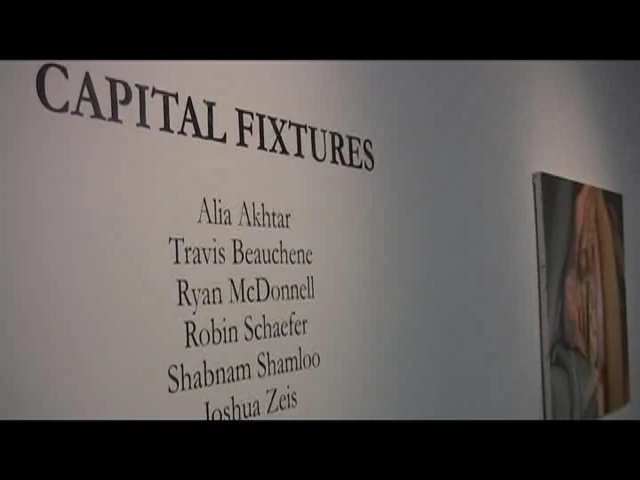 CAPITAL FIXTURES
Alia Akhtar
Travis Beauchene
Ryan McDonnell
Robin Schaefer
Shabnam Shamloo
Joshua Zeis